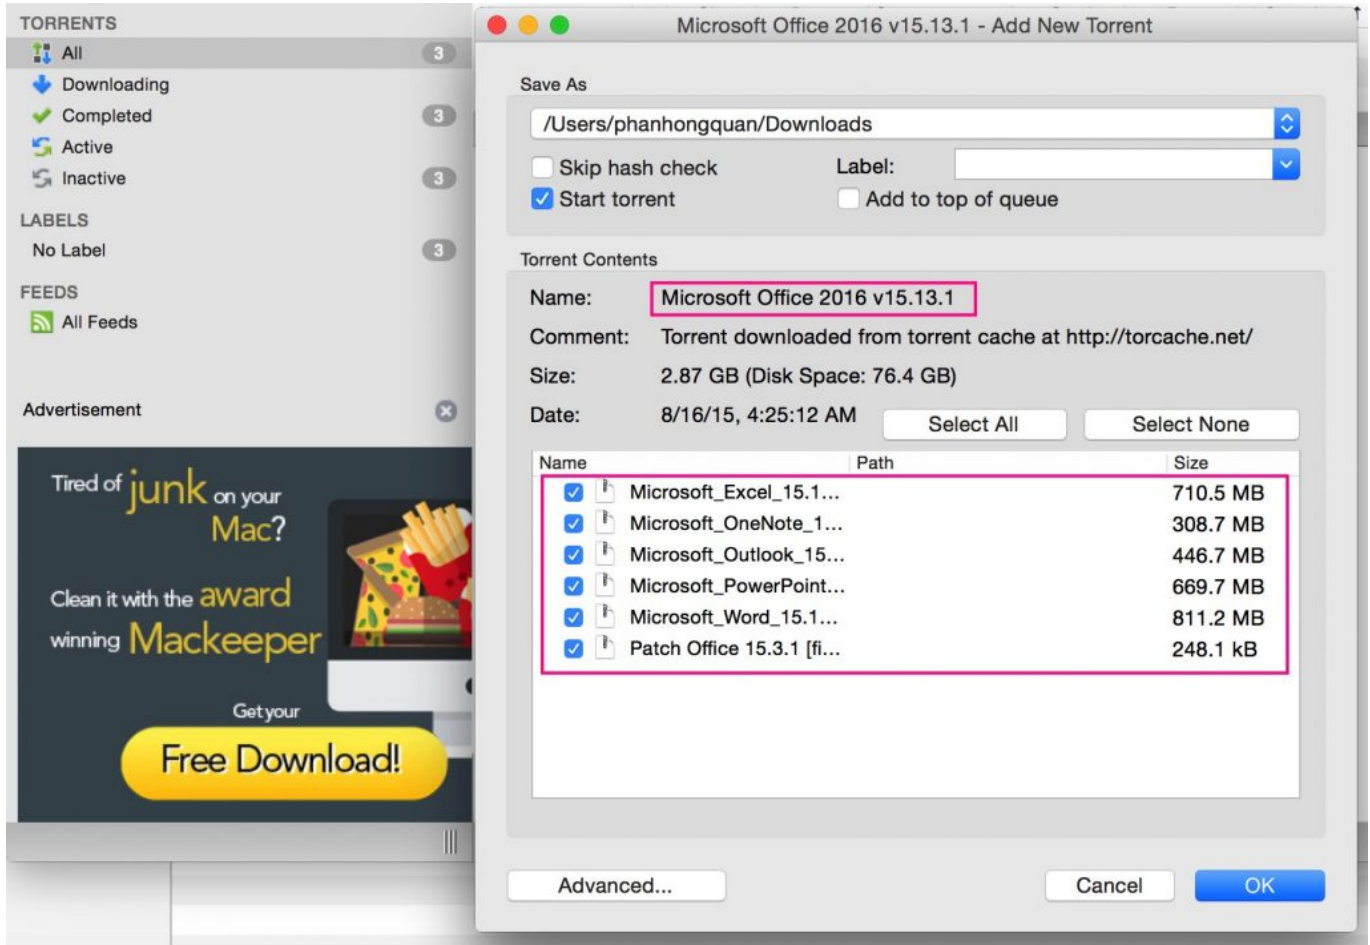 TORRENTS
All 3
Downloading
Completed 3
Active
Inactive 3
LABELS
No Label 3
FEEDS
All Feeds
Advertisement
Tired of junk on your
Mac?
Clean it with the award
winning Mackeeper
Get your
Free Download!
Microsoft Office 2016 v15.13.1 - Add New Torrent
Save As
/Users/phanhongquan/Downloads
Skip hash check Label:
Start torrent Add to top of queue
Torrent Contents
Name: Microsoft Office 2016 v15.13.1
Comment: Torrent downloaded from torrent cache at http://torcache.net/
Size: 2.87 GB (Disk Space: 76.4 GB)
Date: 8/16/15, 4:25:12 AM Select All Select None
Name Path Size
Microsoft_Excel_15.1... 710.5 MB
Microsoft_OneNote_1... 308.7 MB
Microsoft_Outlook_15... 446.7 MB
Microsoft_PowerPoint... 669.7 MB
Microsoft_Word_15.1... 811.2 MB
Patch Office 15.3.1 [fi... 248.1 kB
Advanced... Cancel OK